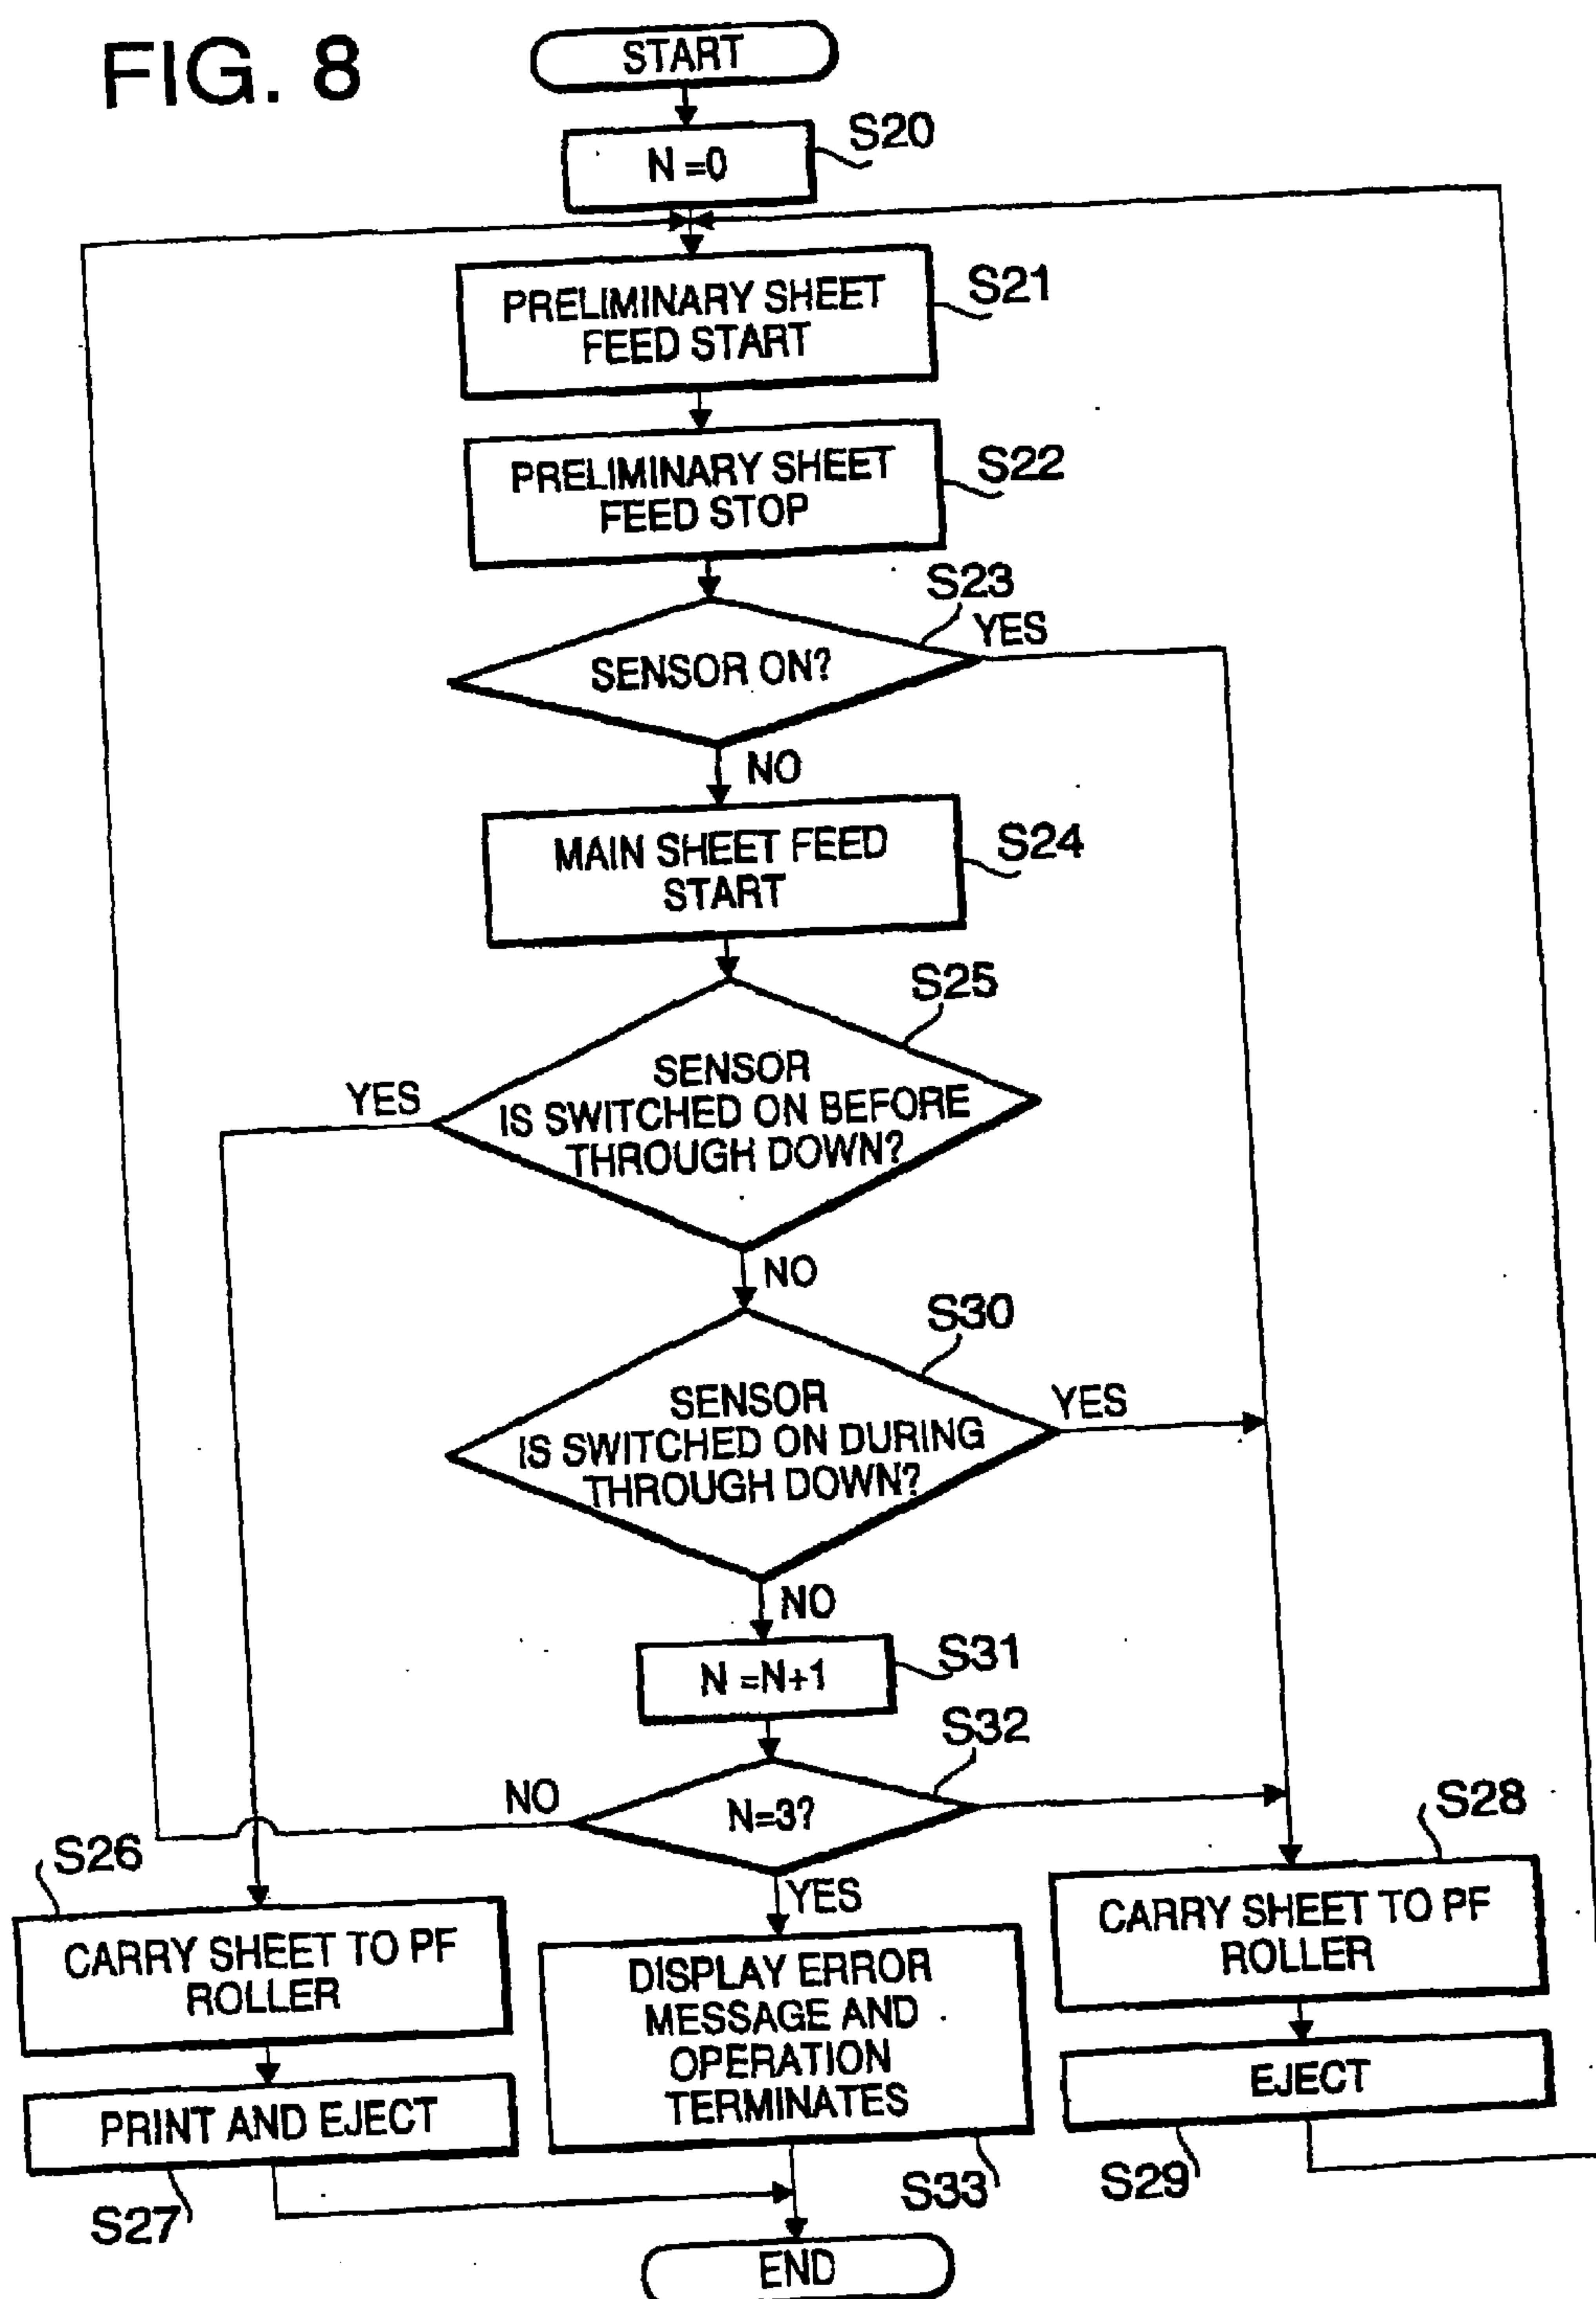 FIG. 8
START
N =0
S20
PRELIMINARY SHEET
FEED START
S21
PRELIMINARY SHEET
FEED STOP
S22
S23
SENSOR ON?
YES
NO
MAIN SHEET FEED
START
S24
S25
SENSOR
IS SWITCHED ON BEFORE
THROUGH DOWN?
YES
NO
S30
SENSOR
IS SWITCHED ON DURING
THROUGH DOWN?
YES
NO
N =N+1
S31
S32
N=3?
NO
YES
S26
CARRY SHEET TO PF
ROLLER
PRINT AND EJECT
S27
DISPLAY ERROR
MESSAGE AND
OPERATION
TERMINATES
S33
S28
CARRY SHEET TO PF
ROLLER
EJECT
S29
END